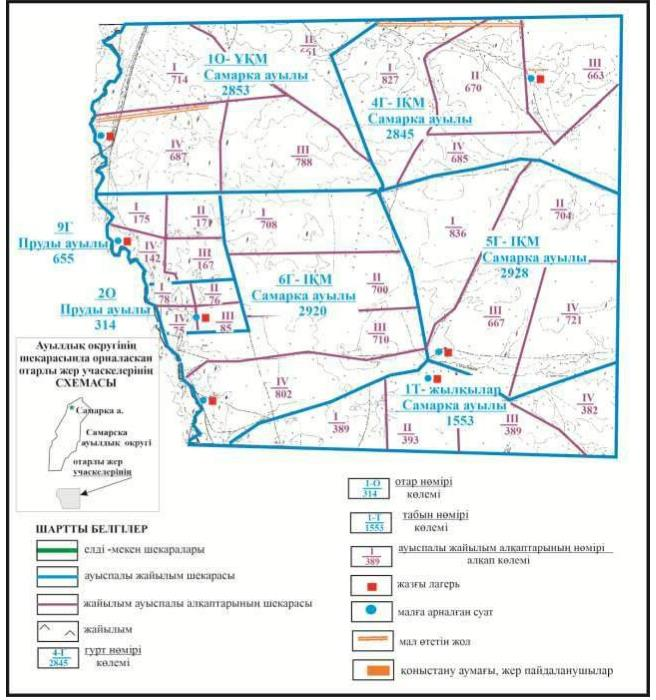 I
714
II
1О- ҰҚМ
Самарка ауылы
2853
I
827
II
670
III
663
4Г- ІҚМ
Самарка ауылы
2845
IV
685
IV
687
III
788
I
175
II
171
I
708
I
836
II
704
9Г
Пруды ауылы
655
IV
142
III
167
6Г- ІҚМ
Самарка ауылы
2920
II
700
5Г- ІҚМ
Самарка ауылы
2928
2О
Пруды ауылы
314
I
78
II
76
IV
75
III
85
III
710
III
667
IV
721
IV
802
I
389
II
393
1Т- жылқылар
Самарка ауылы
1553
III
389
IV
382
Ауылдық округінің
шекарасында орналаскан
отарлы жер учаскелерінің
СХЕМАСЫ
Самарка а.
Самарска
ауылдық округі
отарлы жер
учаскелерінің
ШАРТТЫ БЕЛГІЛЕР
елді -мекен шекаралары
ауыспалы жайылым шекарасы
жайылым ауыспалы алқаптарының шекарасы
жайылым
4-Г
2845
гурт нөмірі
көлемі
1-О
314
отар нөмірі
көлемі
1-Т
1553
табын нөмірі
көлемі
I
389
ауыспалы жайылым алқаптарының нөмірі
алқап көлемі
жазғы лагерь
малға арналған суат
мал өтетін жол
қоныстану аумағы, жер пайдаланушылар